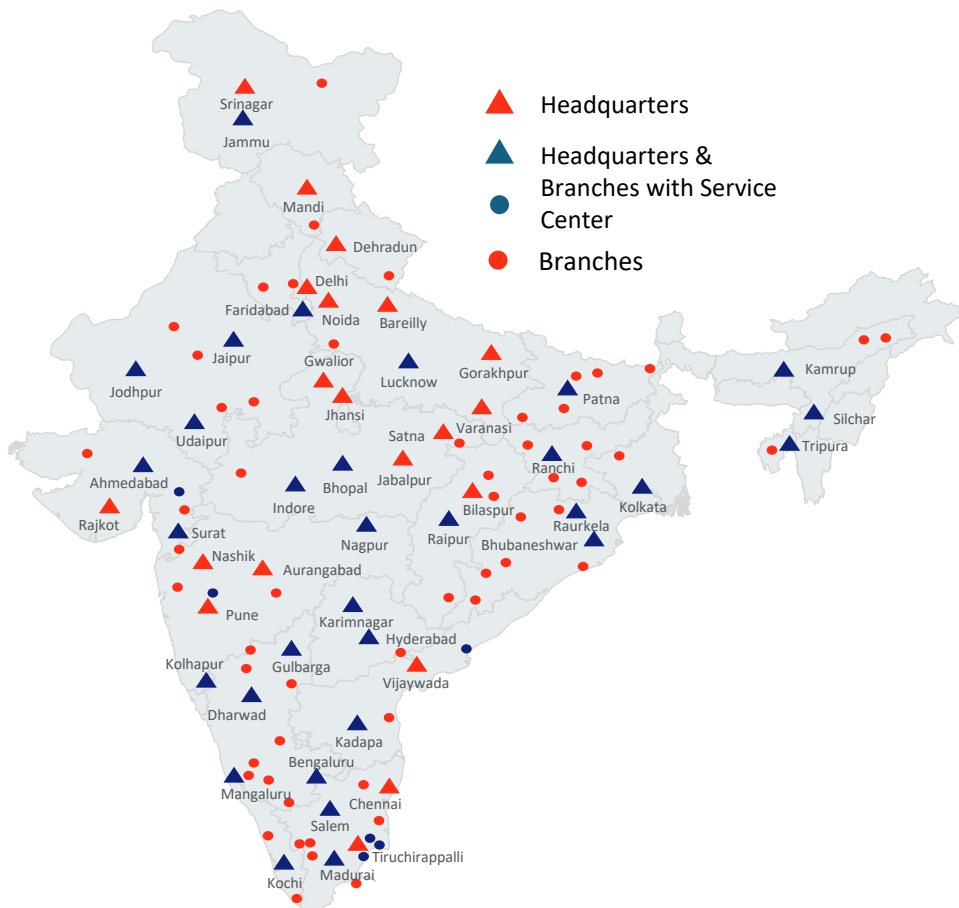 Srinagar
Headquarters
Jammu
Headquarters &
Branches with Service
Center
Mandi
Dehradun
Branches
Delhi
Faridabad
Noida
Bareilly
Jaipur
Gwalior
Lucknow
Gorakhpur
Kamrup
Jodhpur
Patna
Jhansi
Silchar
Udaipur
Varanasi
Satna
Tripura
Ranchi
Ahmedabad
Bhopal
Jabalpur
Indore
Bilaspur
Kolkata
Rajkot
Raurkela
Surat
Nagpur
Raipur
Bhubaneshwar
Nashik
Aurangabad
Pune
Karimnagar
Hyderabad
Kolhapur
Gulbarga
Vijaywada
Dharwad
Kadapa
Bengaluru
Mangaluru
Chennai
Salem
Tiruchirappalli
Madurai
Kochi